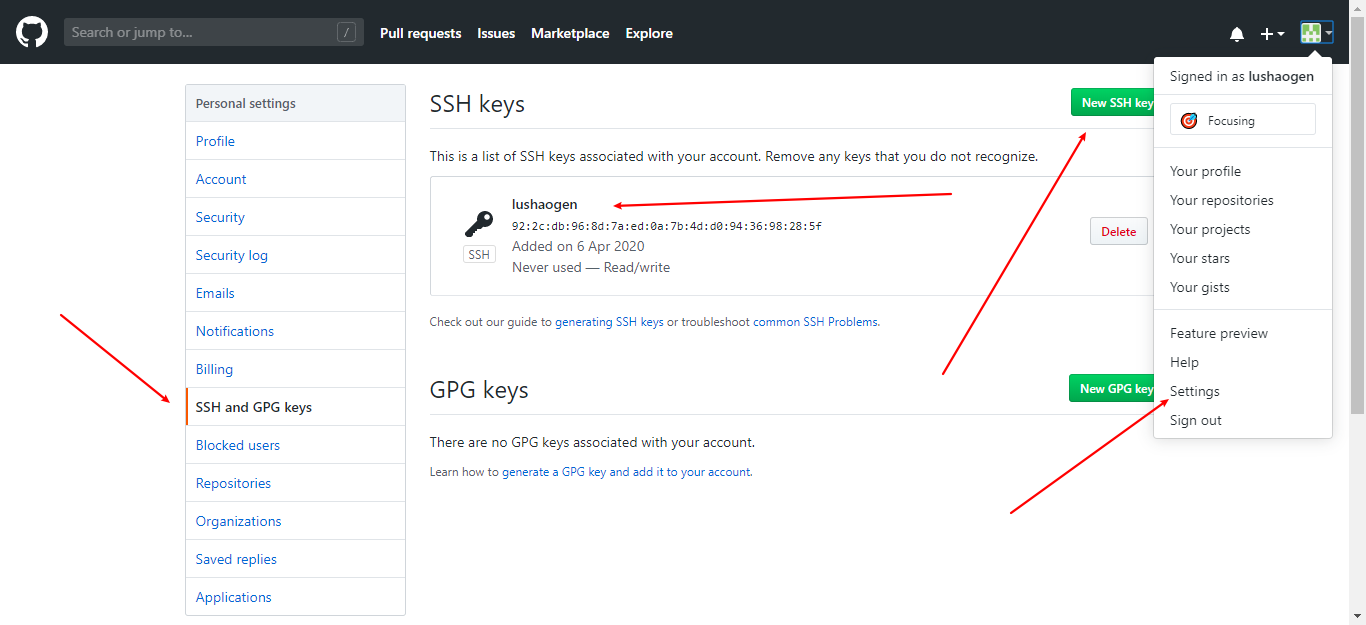 Search or jump to...
/
Pull requests
Issues
Marketplace
Explore
Signed in as lushaogen
Focusing
Your profile
Your repositories
Your projects
Your stars
Your gists
Feature preview
Help
Settings
Sign out
Personal settings
Profile
Account
Security
Security log
Emails
Notifications
Billing
SSH and GPG keys
Blocked users
Repositories
Organizations
Saved replies
Applications
SSH keys
New SSH key
This is a list of SSH keys associated with your account. Remove any keys that you do not recognize.
lushaogen
92:2c:db:96:8d:7a:ed:0a:7b:4d:d0:94:36:98:28:5f
SSH
Added on 6 Apr 2020
Never used — Read/write
Delete
Check out our guide to generating SSH keys or troubleshoot common SSH Problems.
GPG keys
New GPG key
There are no GPG keys associated with your account.
Learn how to generate a GPG key and add it to your account.